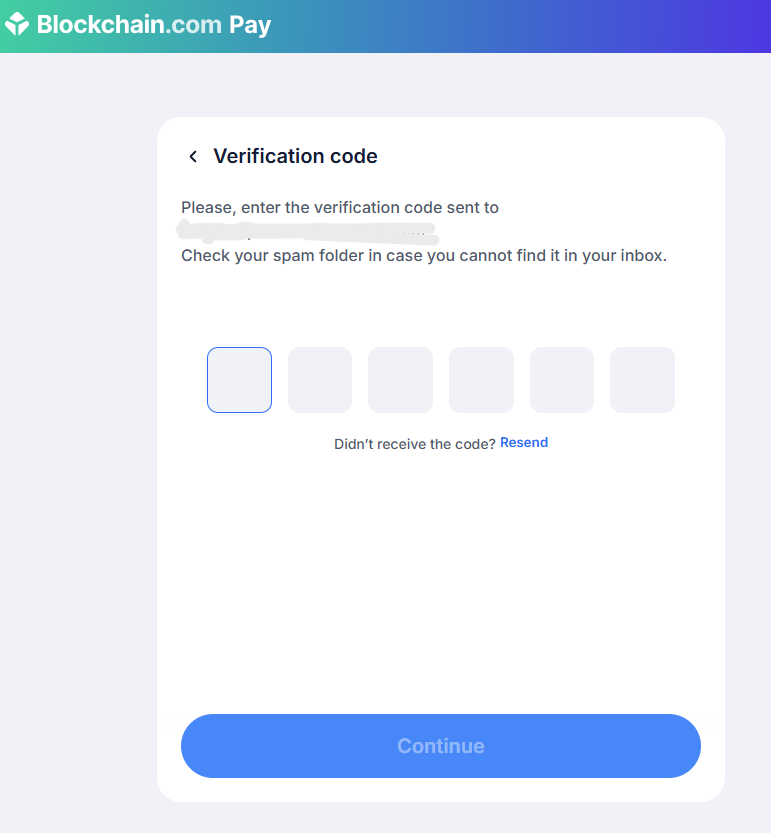 Blockchain.com Pay
Verification code
Please, enter the verification code sent to
Check your spam folder in case you cannot find it in your inbox.
Didn’t receive the code? Resend
Continue